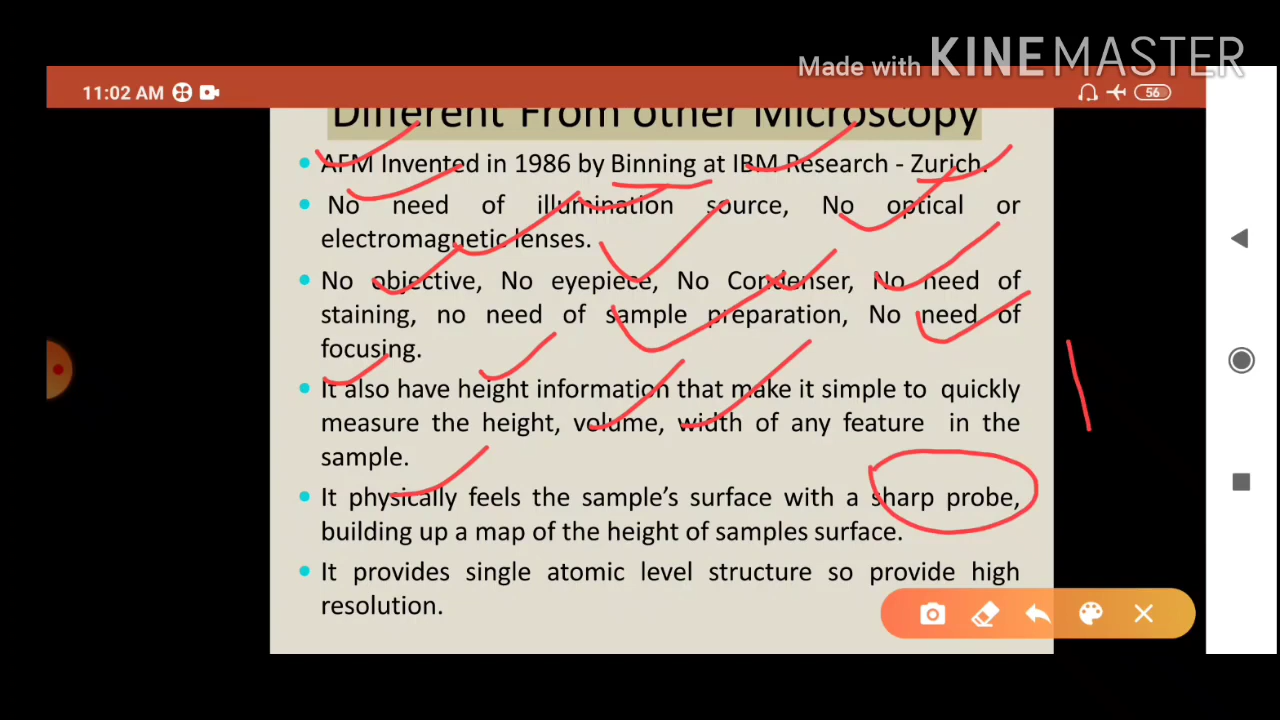 Made with KINEMASTER
11:02 AM
56
Different From other Microscopy
• AFM Invented in 1986 by Binning at IBM Research - Zurich.
• No need of illumination source, No optical or
electromagnetic lenses.
• No objective, No eyepiece, No Condenser, No need of
staining, no need of sample preparation, No need of
focusing.
• It also have height information that make it simple to quickly
measure the height, volume, width of any feature in the
sample.
• It physically feels the sample’s surface with a sharp probe,
building up a map of the height of samples surface.
• It provides single atomic level structure so provide high
resolution.